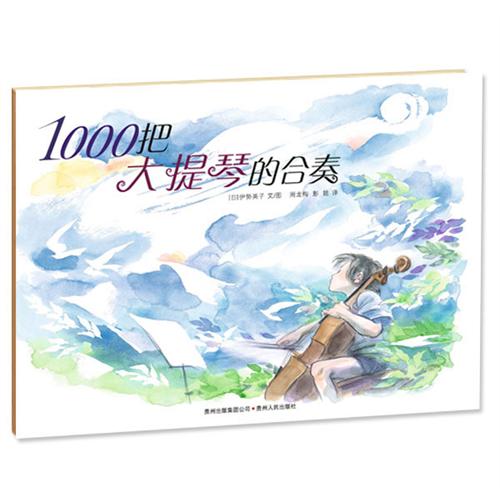 1000把
大提琴的合奏
[日]伊势英子 文/图 周龙梅 彭懿 译
贵州出版集团公司·贵州人民出版社